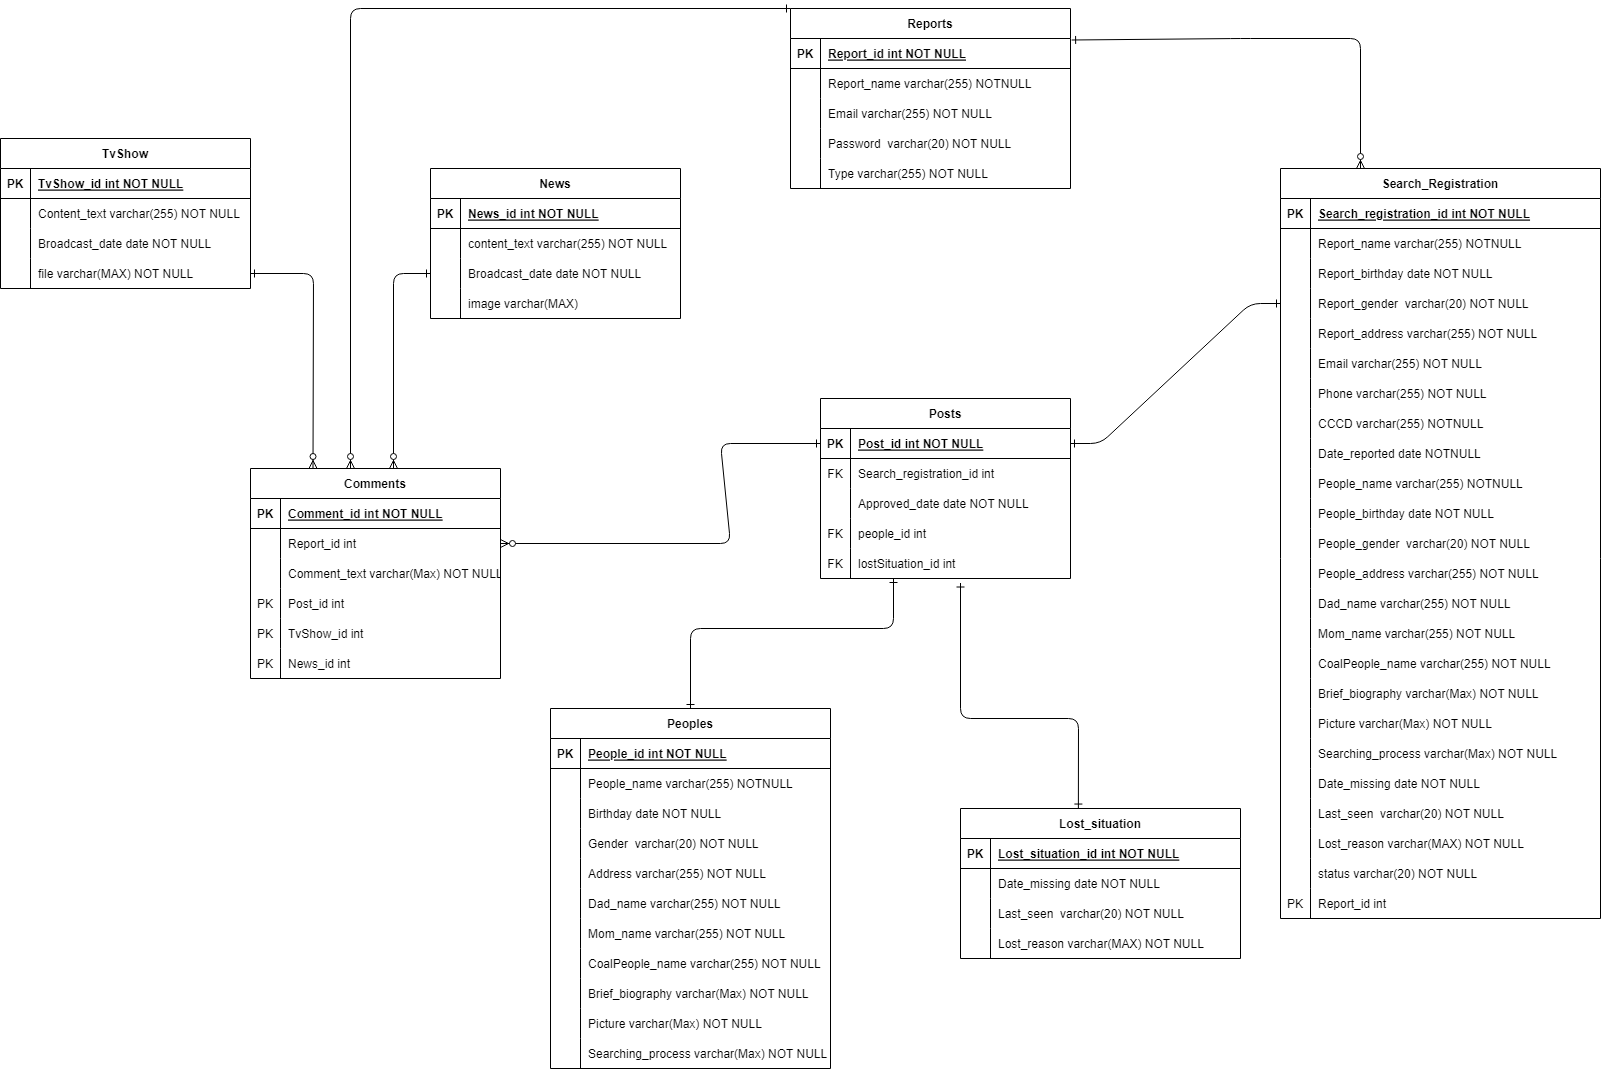 Reports
PK Report_id int NOT NULL
Report_name varchar(255) NOTNULL
Email varchar(255) NOT NULL
Password  varchar(20) NOT NULL
Type varchar(255) NOT NULL
TvShow
PK TvShow_id int NOT NULL
Content_text varchar(255) NOT NULL
Broadcast_date date NOT NULL
file varchar(MAX) NOT NULL
News
PK News_id int NOT NULL
content_text varchar(255) NOT NULL
Broadcast_date date NOT NULL
image varchar(MAX)
Search_Registration
PK Search_registration_id int NOT NULL
Report_name varchar(255) NOTNULL
Report_birthday date NOT NULL
Report_gender  varchar(20) NOT NULL
Report_address varchar(255) NOT NULL
Email varchar(255) NOT NULL
Phone varchar(255) NOT NULL
CCCD varchar(255) NOTNULL
Date_reported date NOTNULL
People_name varchar(255) NOTNULL
People_birthday date NOT NULL
People_gender  varchar(20) NOT NULL
People_address varchar(255) NOT NULL
Dad_name varchar(255) NOT NULL
Mom_name varchar(255) NOT NULL
CoalPeople_name varchar(255) NOT NULL
Brief_biography varchar(Max) NOT NULL
Picture varchar(Max) NOT NULL
Searching_process varchar(Max) NOT NULL
Date_missing date NOT NULL
Last_seen  varchar(20) NOT NULL
Lost_reason varchar(MAX) NOT NULL
status varchar(20) NOT NULL
PK Report_id int
Posts
PK Post_id int NOT NULL
FK Search_registration_id int
Approved_date date NOT NULL
FK people_id int
FK lostSituation_id int
Comments
PK Comment_id int NOT NULL
Report_id int
Comment_text varchar(Max) NOT NULL
PK Post_id int
PK TvShow_id int
PK News_id int
Peoples
PK People_id int NOT NULL
People_name varchar(255) NOTNULL
Birthday date NOT NULL
Gender  varchar(20) NOT NULL
Address varchar(255) NOT NULL
Dad_name varchar(255) NOT NULL
Mom_name varchar(255) NOT NULL
CoalPeople_name varchar(255) NOT NULL
Brief_biography varchar(Max) NOT NULL
Picture varchar(Max) NOT NULL
Searching_process varchar(Max) NOT NULL
Lost_situation
PK Lost_situation_id int NOT NULL
Date_missing date NOT NULL
Last_seen  varchar(20) NOT NULL
Lost_reason varchar(MAX) NOT NULL